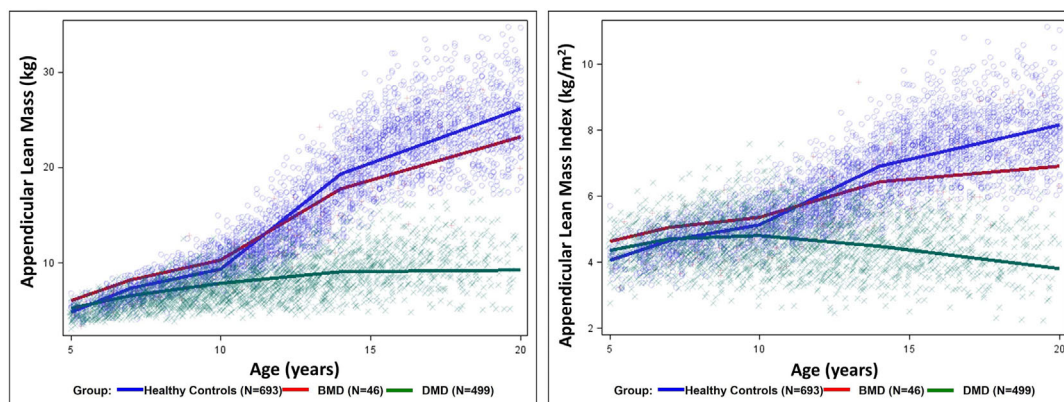 Appendicular Lean Mass (kg)
30
20
10
5
10
15
20
Age (years)
Group: Healthy Controls (N=693) BMD (N=46) DMD (N=499)
Appendicular Lean Mass Index (kg/m²)
10
8
6
4
2
5
10
15
20
Age (years)
Group: Healthy Controls (N=693) BMD (N=46) DMD (N=499)